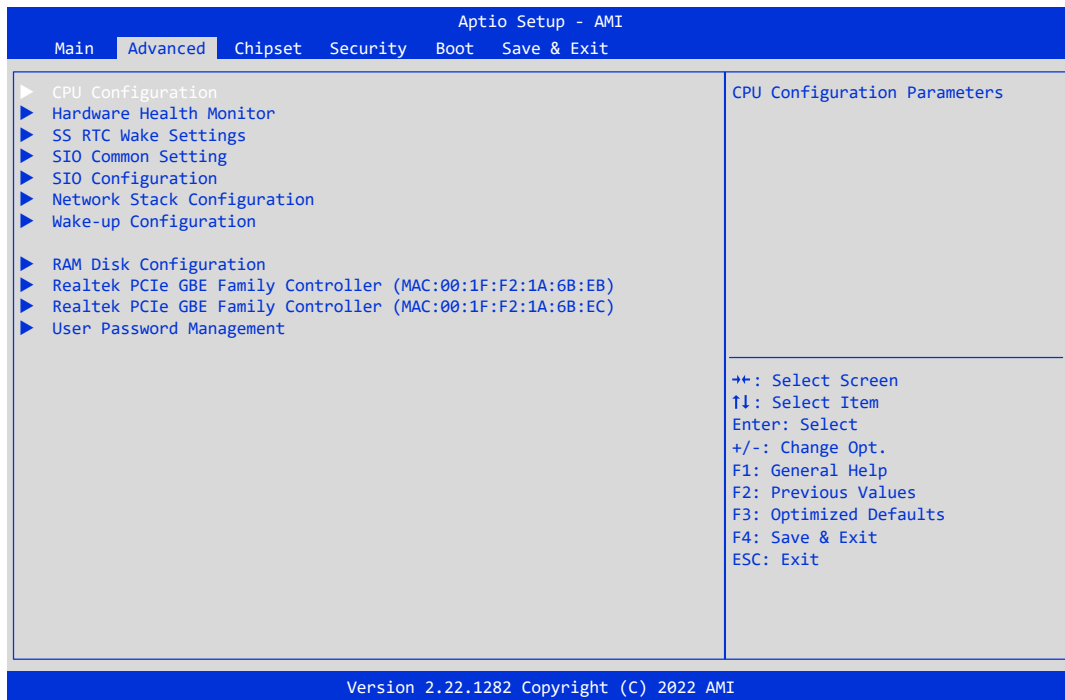 Aptio Setup - AMI
Main Advanced Chipset Security Boot Save & Exit
▶ CPU Configuration
▶ Hardware Health Monitor
▶ SS RTC Wake Settings
▶ SIO Common Setting
▶ SIO Configuration
▶ Network Stack Configuration
▶ Wake-up Configuration
▶ RAM Disk Configuration
▶ Realtek PCIe GBE Family Controller (MAC:00:1F:F2:1A:6B:EB)
▶ Realtek PCIe GBE Family Controller (MAC:00:1F:F2:1A:6B:EC)
▶ User Password Management
CPU Configuration Parameters
→←: Select Screen
↑↓: Select Item
Enter: Select
+/-: Change Opt.
F1: General Help
F2: Previous Values
F3: Optimized Defaults
F4: Save & Exit
ESC: Exit
Version 2.22.1282 Copyright (C) 2022 AMI